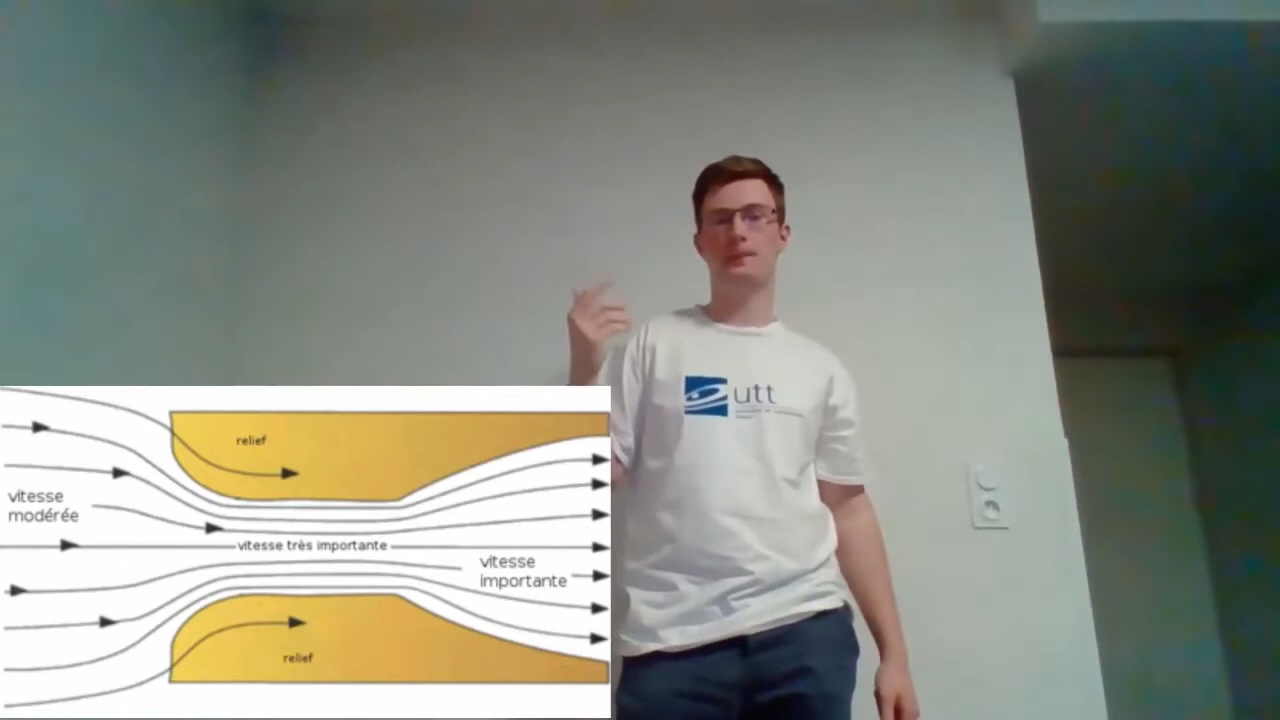 utt
relief
vitesse
modérée
vitesse très importante
vitesse
importante
relief